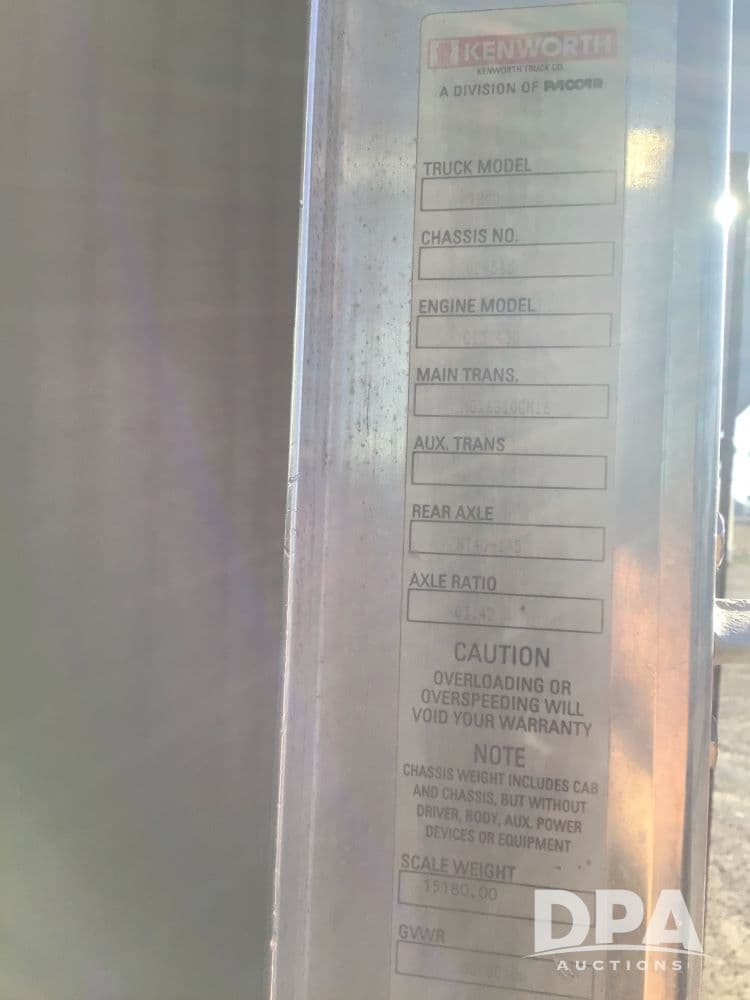 KENWORTH
KENWORTH TRUCK CO.
A DIVISION OF PACCAR
TRUCK MODEL
CHASSIS NO.
ENGINE MODEL
MAIN TRANS.
AUX. TRANS
REAR AXLE
AXLE RATIO
CAUTION
OVERLOADING OR
OVERSPEEDING WILL
VOID YOUR WARRANTY
NOTE
CHASSIS WEIGHT INCLUDES CAB
AND CHASSIS, BUT WITHOUT
DRIVER, BODY, AUX. POWER
DEVICES OR EQUIPMENT
SCALE WEIGHT
15180.00
GVWR
DPA
AUCTIONS